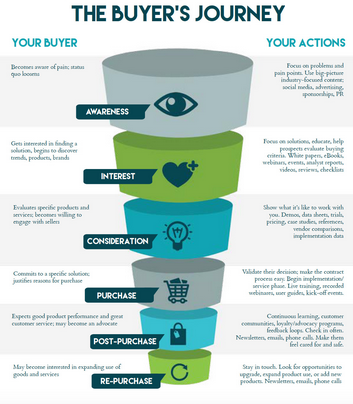 THE BUYER'S JOURNEY
YOUR BUYER
YOUR ACTIONS
Becomes aware of pain; status
quo loosens
Focus on problems and
pain points. Use big-picture
industry-focused content;
social media, advertising,
sponsorships, PR
AWARENESS
Gets interested in finding a
solution, begins to discover
trends, products, brands
Focus on solutions, educate, help
prospects evaluate buying
criteria. White papers, eBooks,
webinars, events, analyst reports,
videos, reviews, checklists
INTEREST
Evaluates specific products and
services; becomes willing to
engage with sellers
Show what it's like to work with
you. Demos, data sheets, trials,
pricing, case studies, references,
vendor comparisons,
implementation data
CONSIDERATION
Commits to a specific solution;
justifies reasons for purchase
Validate their decision; make the contract
process easy. Begin implementation/
service phase. Live training, recorded
webinars, user guides, kick-off events.
PURCHASE
Experts good product performance and great
customer service; may become an advocate
Continuous learning, customer
communities, loyalty/advocacy programs,
feedback loops. Check in often.
Newsletters, emails, phone calls. Make them
feel cared for and safe.
POST-PURCHASE
May become interested in expanding use of
goods and services
Stay in touch. Look for opportunities to
upgrade, expand product use, or add new
products. Newsletters, emails, phone calls
RE-PURCHASE